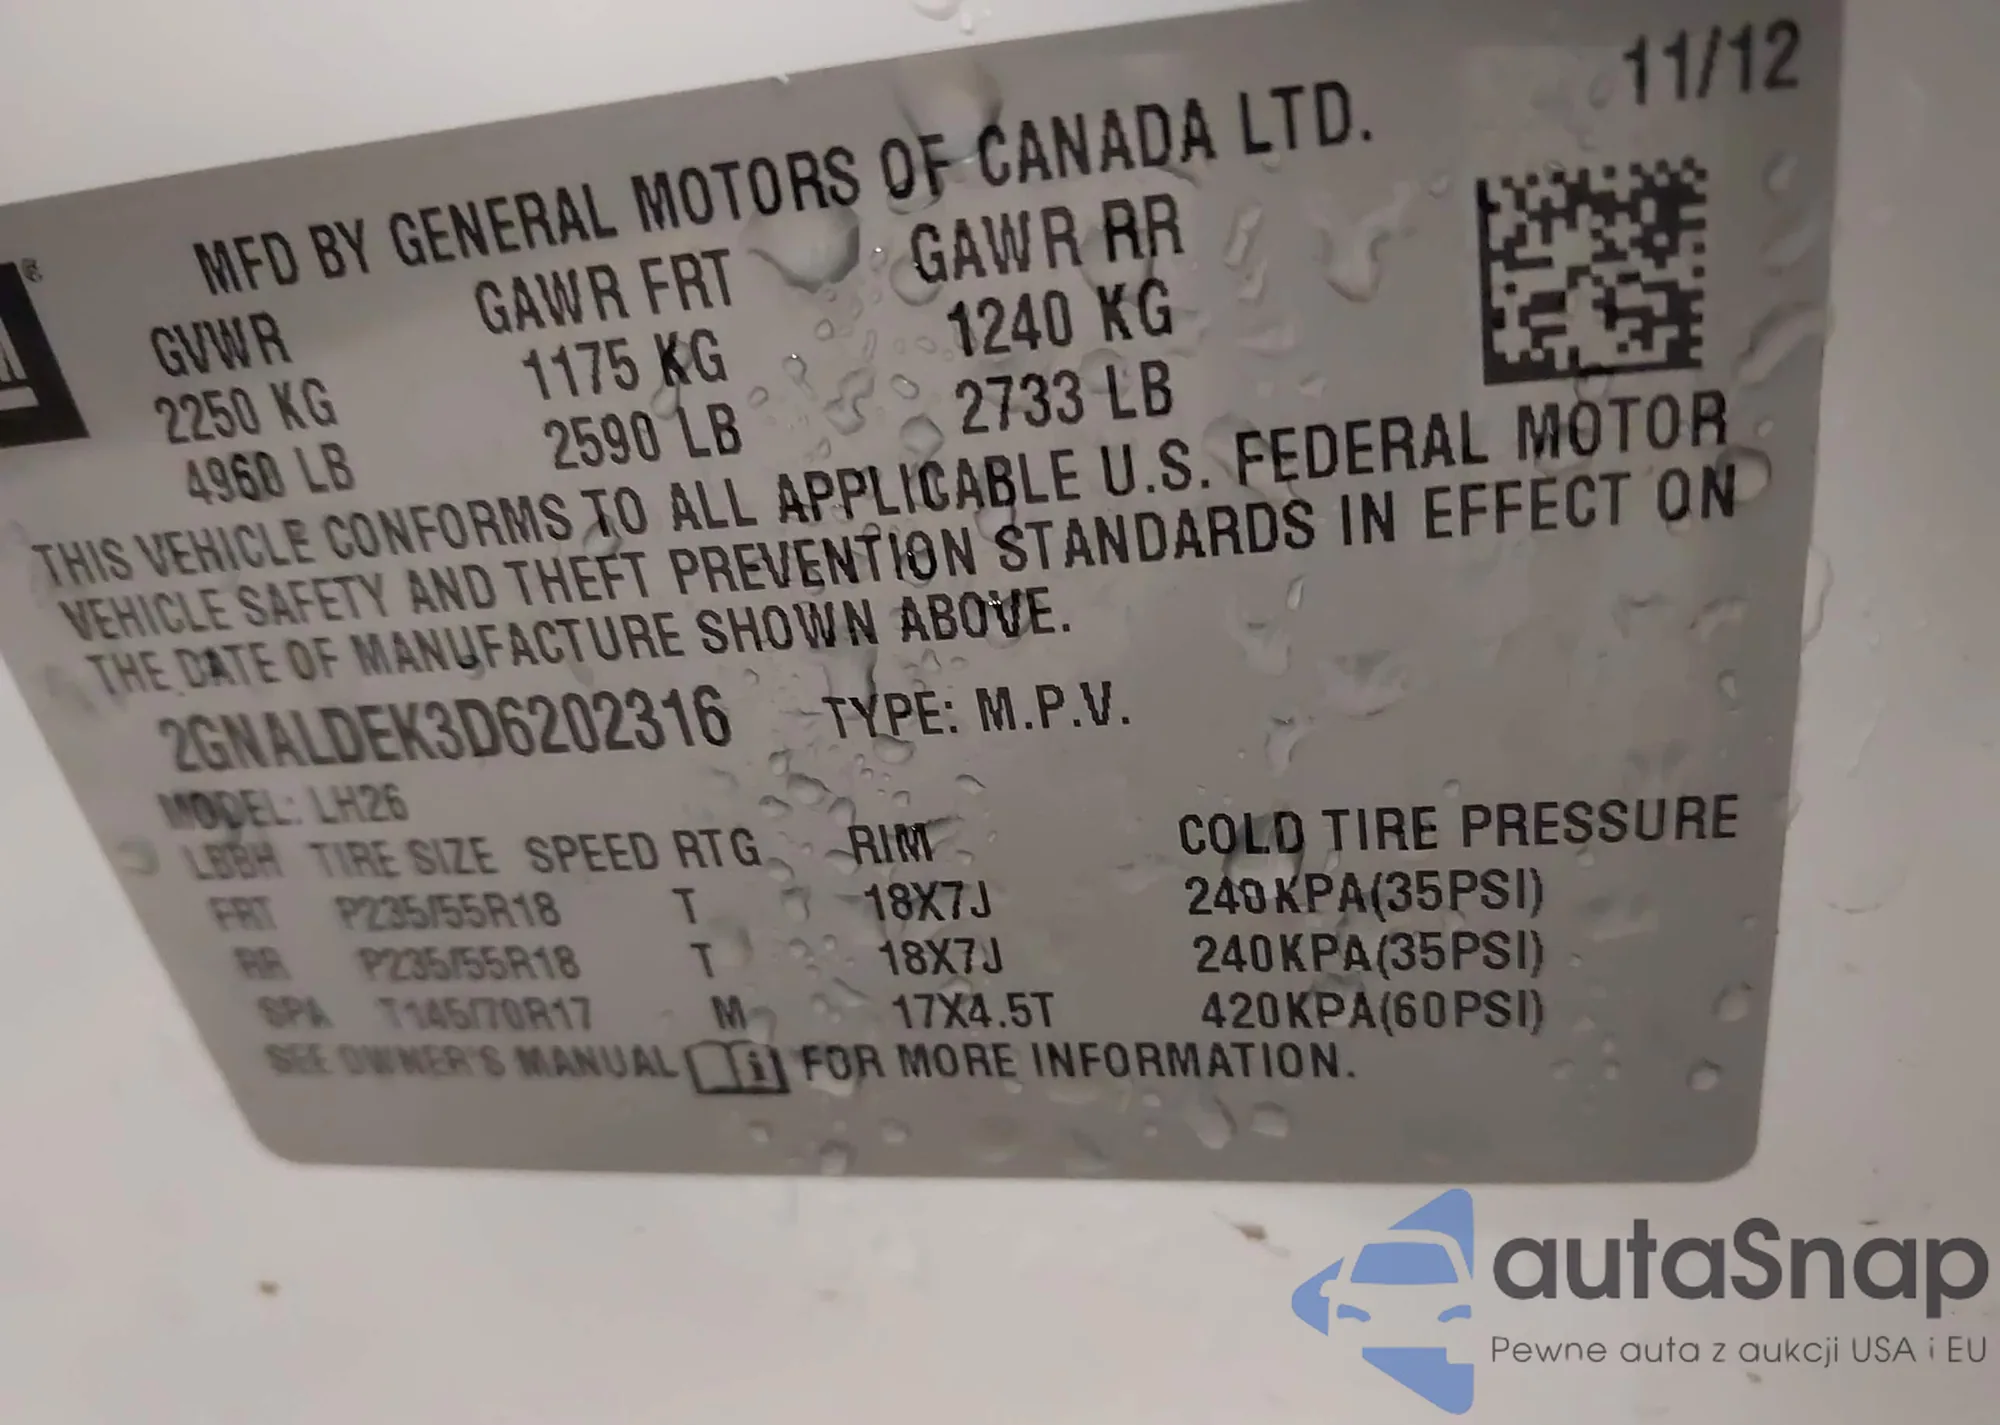 11/12
MFD BY GENERAL MOTORS OF CANADA LTD.
GVWR GAWR FRT GAWR RR
2250 KG 1175 KG 1240 KG
4960 LB 2590 LB 2733 LB
THIS VEHICLE CONFORMS TO ALL APPLICABLE U.S. FEDERAL MOTOR
VEHICLE SAFETY AND THEFT PREVENTION STANDARDS IN EFFECT ON
THE DATE OF MANUFACTURE SHOWN ABOVE.
2GNALDEK3D6202316 TYPE: M.P.V.
MODEL: LH26
LBBH TIRE SIZE SPEED RTG RIM COLD TIRE PRESSURE
FRT P235/55R18 T 18X7J 240KPA(35PSI)
RR P235/55R18 T 18X7J 240KPA(35PSI)
SPA T145/70R17 M 17X4.5T 420KPA(60PSI)
SEE OWNER'S MANUAL FOR MORE INFORMATION.
autaSnap
Pewne auta z aukcji USA i EU